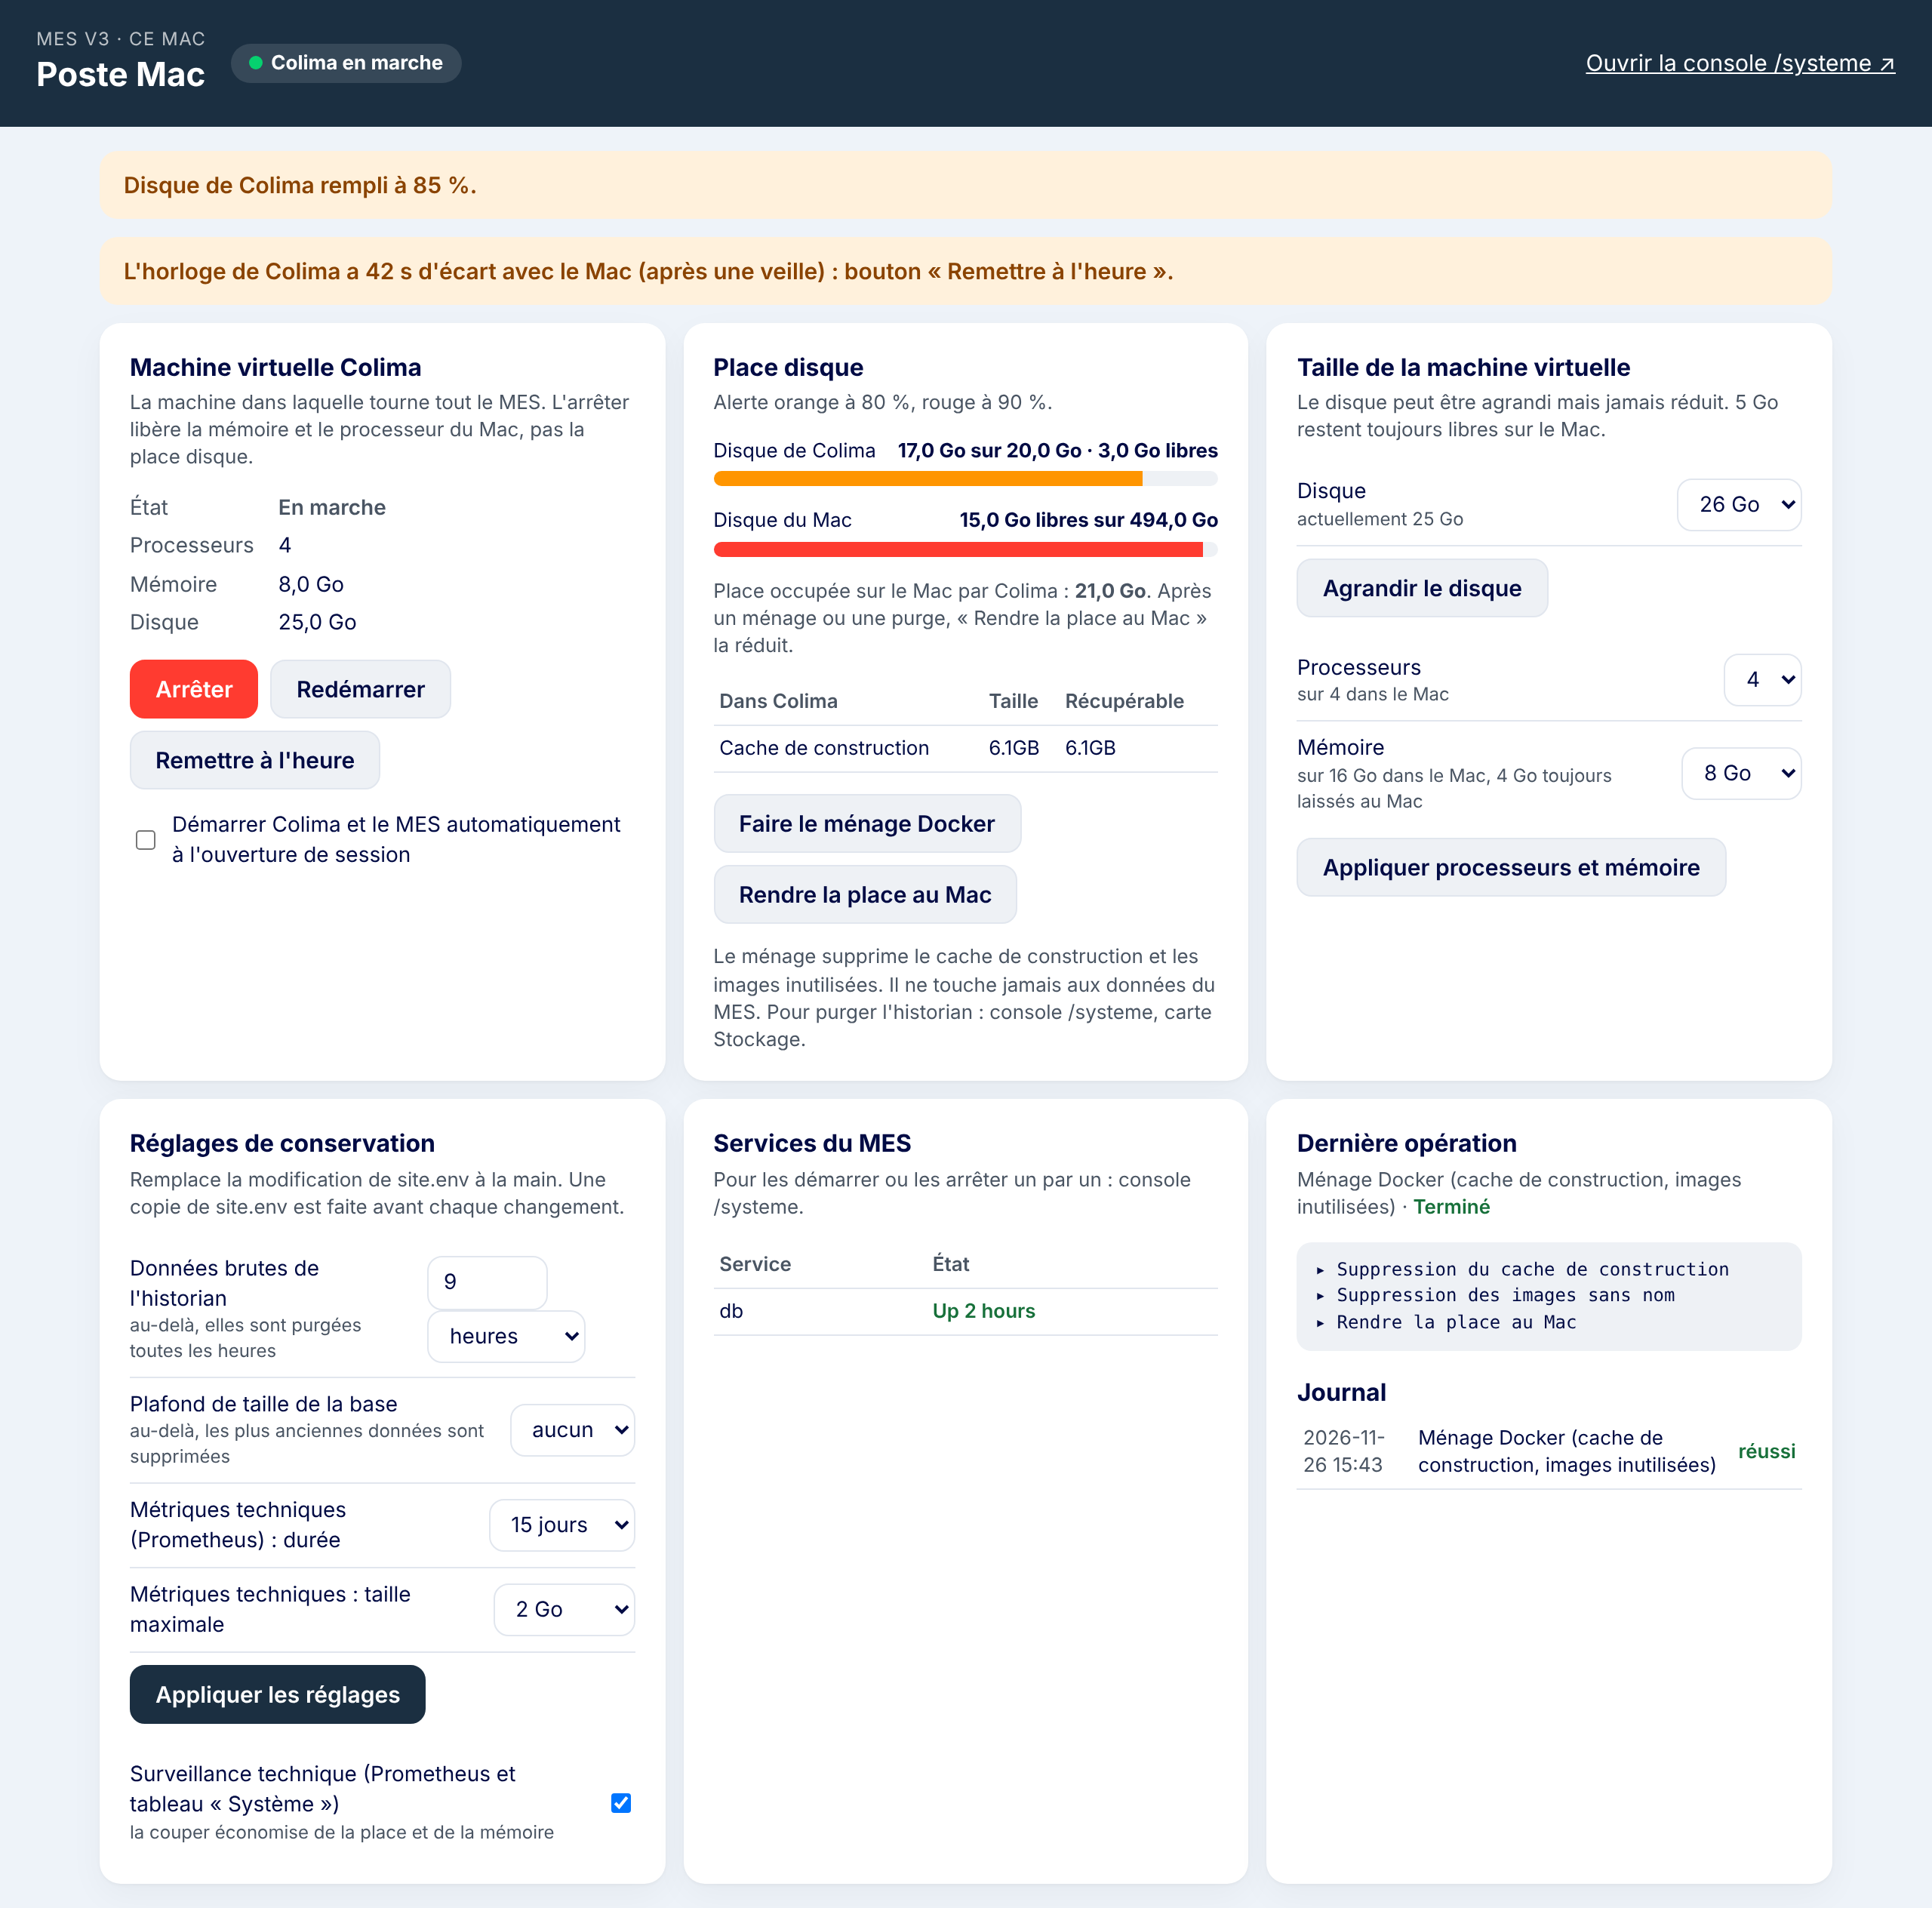 MES V3 · CE MAC
Poste Mac
Colima en marche
Ouvrir la console /systeme ↗
Disque de Colima rempli à 85 %.
L'horloge de Colima a 42 s d'écart avec le Mac (après une veille) : bouton « Remettre à l'heure ».
Machine virtuelle Colima
La machine dans laquelle tourne tout le MES. L'arrêter
libère la mémoire et le processeur du Mac, pas la
place disque.
État En marche
Processeurs 4
Mémoire 8,0 Go
Disque 25,0 Go
Arrêter Redémarrer
Remettre à l'heure
Démarrer Colima et le MES automatiquement
à l'ouverture de session
Place disque
Alerte orange à 80 %, rouge à 90 %.
Disque de Colima 17,0 Go sur 20,0 Go · 3,0 Go libres
Disque du Mac 15,0 Go libres sur 494,0 Go
Place occupée sur le Mac par Colima : 21,0 Go. Après
un ménage ou une purge, « Rendre la place au Mac »
la réduit.
Dans Colima Taille Récupérable
Cache de construction 6.1GB 6.1GB
Faire le ménage Docker
Rendre la place au Mac
Le ménage supprime le cache de construction et les
images inutilisées. Il ne touche jamais aux données du
MES. Pour purger l'historian : console /systeme, carte
Stockage.
Taille de la machine virtuelle
Le disque peut être agrandi mais jamais réduit. 5 Go
restent toujours libres sur le Mac.
Disque
actuellement 25 Go
26 Go
Agrandir le disque
Processeurs
sur 4 dans le Mac
4
Mémoire
sur 16 Go dans le Mac, 4 Go toujours
laissés au Mac
8 Go
Appliquer processeurs et mémoire
Réglages de conservation
Remplace la modification de site.env à la main. Une
copie de site.env est faite avant chaque changement.
Données brutes de
l'historian
au-delà, elles sont purgées
toutes les heures
9
heures
Plafond de taille de la base
au-delà, les plus anciennes données sont
supprimées
aucun
Métriques techniques
(Prometheus) : durée
15 jours
Métriques techniques : taille
maximale
2 Go
Appliquer les réglages
Surveillance technique (Prometheus et
tableau « Système »)
la couper économise de la place et de la mémoire
Services du MES
Pour les démarrer ou les arrêter un par un : console
/systeme.
Service État
db Up 2 hours
Dernière opération
Ménage Docker (cache de construction, images
inutilisées) · Terminé
▸ Suppression du cache de construction
▸ Suppression des images sans nom
▸ Rendre la place au Mac
Journal
2026-11-
26 15:43
Ménage Docker (cache de
construction, images inutilisées)
réussi